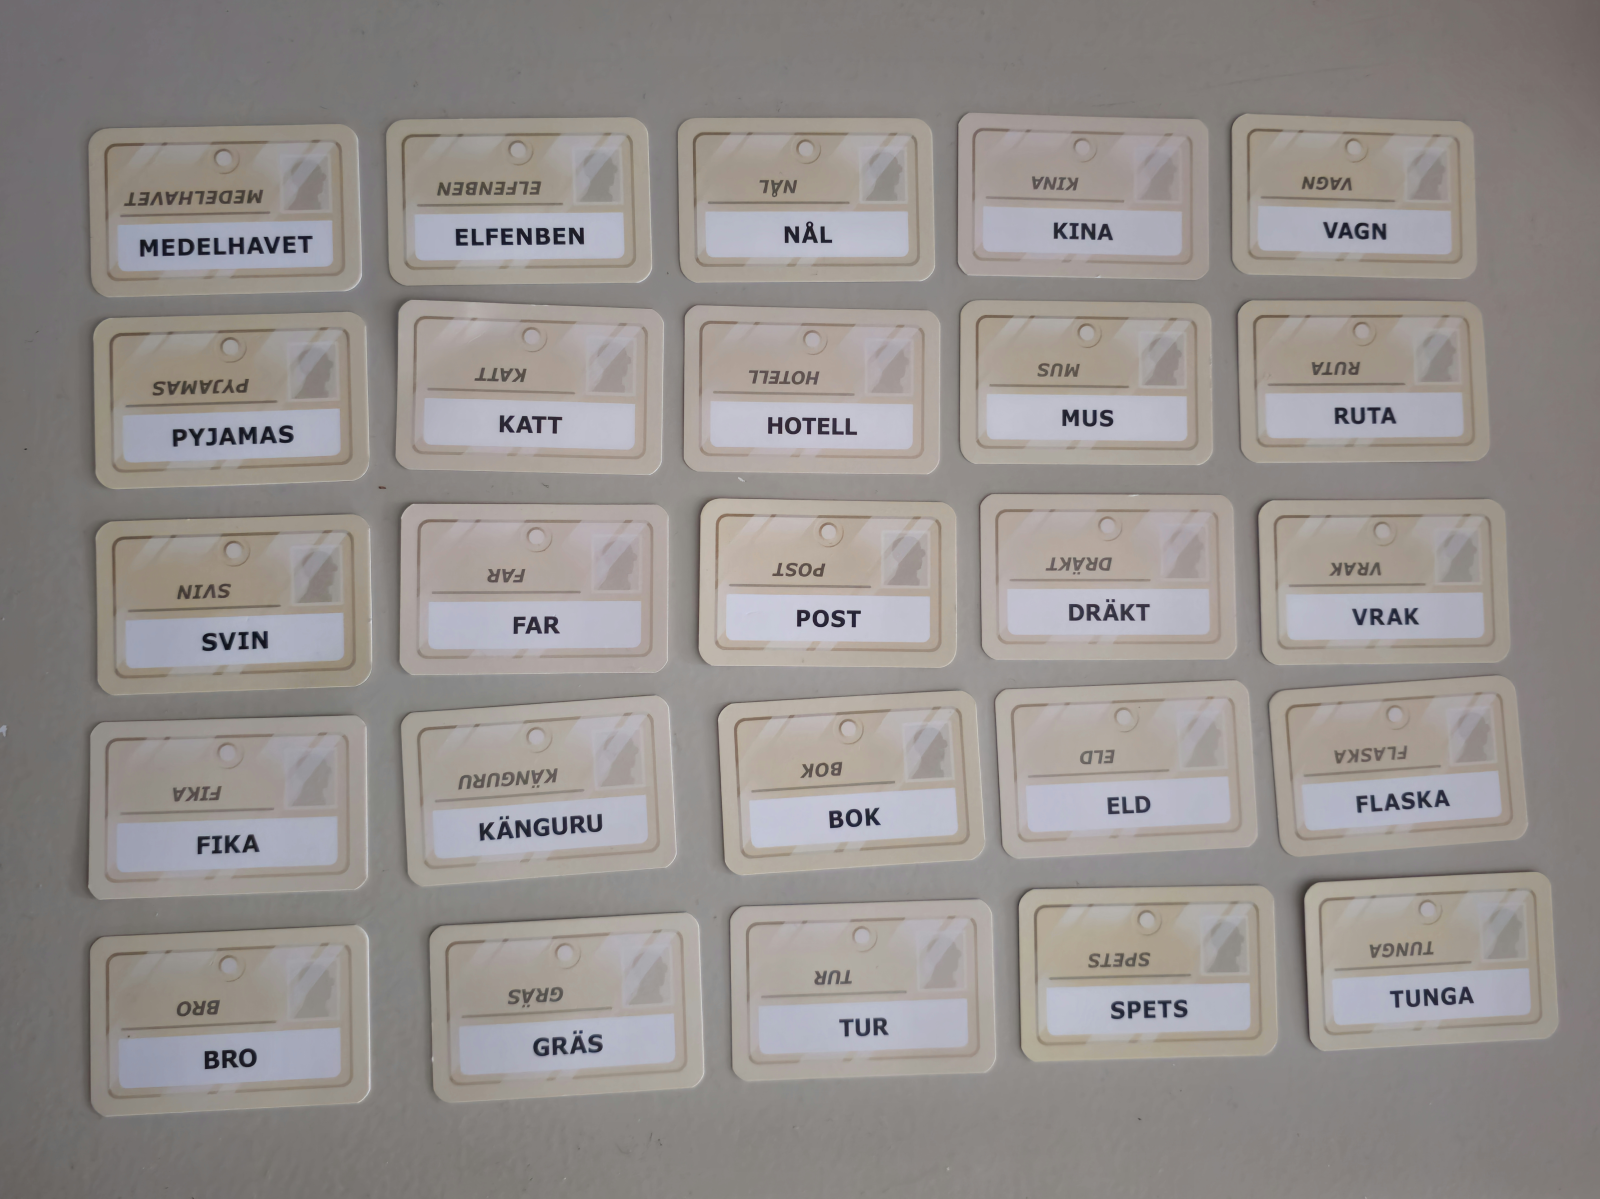 MEDELHAVET
MEDELHAVET
ELFENBEN
ELFENBEN
NÅL
NÅL
KINA
KINA
VAGN
VAGN
PYJAMAS
PYJAMAS
KATT
KATT
HOTELL
HOTELL
MUS
MUS
RUTA
RUTA
SVIN
SVIN
FAR
FAR
POST
POST
DRÄKT
DRÄKT
VRAK
VRAK
FIKA
FIKA
KÄNGURU
KÄNGURU
BOK
BOK
ELD
ELD
FLASKA
FLASKA
BRO
BRO
GRÄS
GRÄS
TUR
TUR
SPETS
SPETS
TUNGA
TUNGA